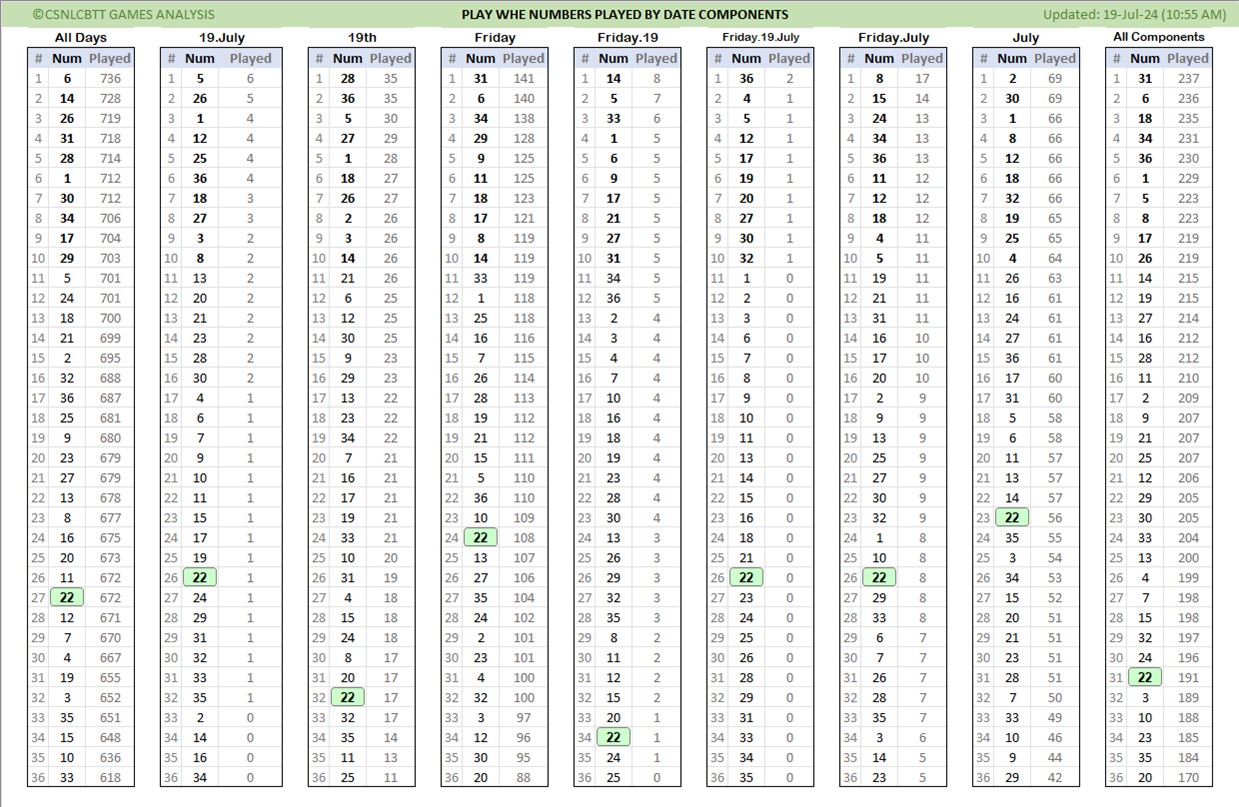 ©CSNLCBTT GAMES ANALYSIS PLAY WHE NUMBERS PLAYED BY DATE COMPONENTS Updated: 19-Jul-24 (10:55 AM)
All Days 19.July 19th Friday Friday.19 Friday.19.July Friday.July July All Components
# Num Played # Num Played # Num Played # Num Played # Num Played # Num Played # Num Played # Num Played # Num Played
1 6 736 1 5 6 1 28 35 1 31 141 1 14 8 1 36 2 1 8 17 1 2 69 1 31 237
2 14 728 2 26 5 2 36 35 2 6 140 2 5 7 2 4 1 2 15 14 2 30 69 2 6 236
3 26 719 3 1 4 3 5 30 3 34 138 3 33 6 3 5 1 3 24 13 3 1 66 3 18 235
4 31 718 4 12 4 4 27 29 4 29 128 4 1 5 4 12 1 4 34 13 4 8 66 4 34 231
5 28 714 5 25 4 5 1 28 5 9 125 5 6 5 5 17 1 5 36 13 5 12 66 5 36 230
6 1 712 6 36 4 6 18 27 6 11 125 6 9 5 6 19 1 6 11 12 6 18 66 6 1 229
7 30 712 7 18 3 7 26 27 7 18 123 7 17 5 7 20 1 7 12 12 7 32 66 7 5 223
8 34 706 8 27 3 8 2 26 8 17 121 8 21 5 8 27 1 8 18 12 8 19 65 8 8 223
9 17 704 9 3 2 9 3 26 9 8 119 9 27 5 9 30 1 9 4 11 9 25 65 9 17 219
10 29 703 10 8 2 10 14 26 10 14 119 10 31 5 10 32 1 10 5 11 10 4 64 10 26 219
11 5 701 11 13 2 11 21 26 11 33 119 11 34 5 11 1 0 11 19 11 11 26 63 11 14 215
12 24 701 12 20 2 12 6 25 12 1 118 12 36 5 12 2 0 12 21 11 12 16 61 12 19 215
13 18 700 13 21 2 13 12 25 13 25 118 13 2 4 13 3 0 13 31 11 13 24 61 13 27 214
14 21 699 14 23 2 14 30 25 14 16 116 14 3 4 14 6 0 14 16 10 14 27 61 14 16 212
15 2 695 15 28 2 15 9 23 15 7 115 15 4 4 15 7 0 15 17 10 15 36 61 15 28 212
16 32 688 16 30 2 16 29 23 16 26 114 16 7 4 16 8 0 16 20 10 16 17 60 16 11 210
17 36 687 17 4 1 17 13 22 17 28 113 17 10 4 17 9 0 17 2 9 17 31 60 17 2 209
18 25 681 18 6 1 18 23 22 18 19 112 18 16 4 18 10 0 18 9 9 18 5 58 18 9 207
19 9 680 19 7 1 19 34 22 19 21 112 19 18 4 19 11 0 19 13 9 19 6 58 19 21 207
20 23 679 20 9 1 20 7 21 20 15 111 20 19 4 20 13 0 20 25 9 20 11 57 20 25 207
21 27 679 21 10 1 21 16 21 21 5 110 21 23 4 21 14 0 21 27 9 21 13 57 21 12 206
22 13 678 22 11 1 22 17 21 22 36 110 22 28 4 22 15 0 22 30 9 22 14 57 22 29 205
23 8 677 23 15 1 23 19 21 23 10 109 23 30 4 23 16 0 23 32 9 23 22 56 23 30 205
24 16 675 24 17 1 24 33 21 24 22 108 24 13 3 24 18 0 24 1 8 24 35 55 24 33 204
25 20 673 25 19 1 25 10 20 25 13 107 25 26 3 25 21 0 25 10 8 25 3 54 25 13 200
26 11 672 26 22 1 26 31 19 26 27 106 26 29 3 26 22 0 26 22 8 26 34 53 26 4 199
27 22 672 27 24 1 27 4 18 27 35 104 27 32 3 27 23 0 27 29 8 27 15 52 27 7 198
28 12 671 28 29 1 28 15 18 28 24 102 28 35 3 28 24 0 28 33 8 28 20 51 28 15 198
29 7 670 29 31 1 29 24 18 29 2 101 29 8 2 29 25 0 29 6 7 29 21 51 29 32 197
30 4 667 30 32 1 30 8 17 30 23 101 30 11 2 30 26 0 30 7 7 30 23 51 30 24 196
31 19 655 31 33 1 31 20 17 31 4 100 31 12 2 31 28 0 31 26 7 31 28 51 31 22 191
32 3 652 32 35 1 32 22 17 32 32 100 32 15 2 32 29 0 32 28 7 32 7 50 32 3 189
33 35 651 33 2 0 33 32 17 33 3 97 33 20 1 33 31 0 33 35 7 33 33 49 33 10 188
34 15 648 34 14 0 34 35 14 34 12 96 34 22 1 34 33 0 34 3 6 34 10 46 34 23 185
35 10 636 35 16 0 35 11 13 35 30 95 35 24 1 35 34 0 35 14 5 35 9 44 35 35 184
36 33 618 36 34 0 36 25 11 36 20 88 36 25 0 36 35 0 36 23 5 36 29 42 36 20 170